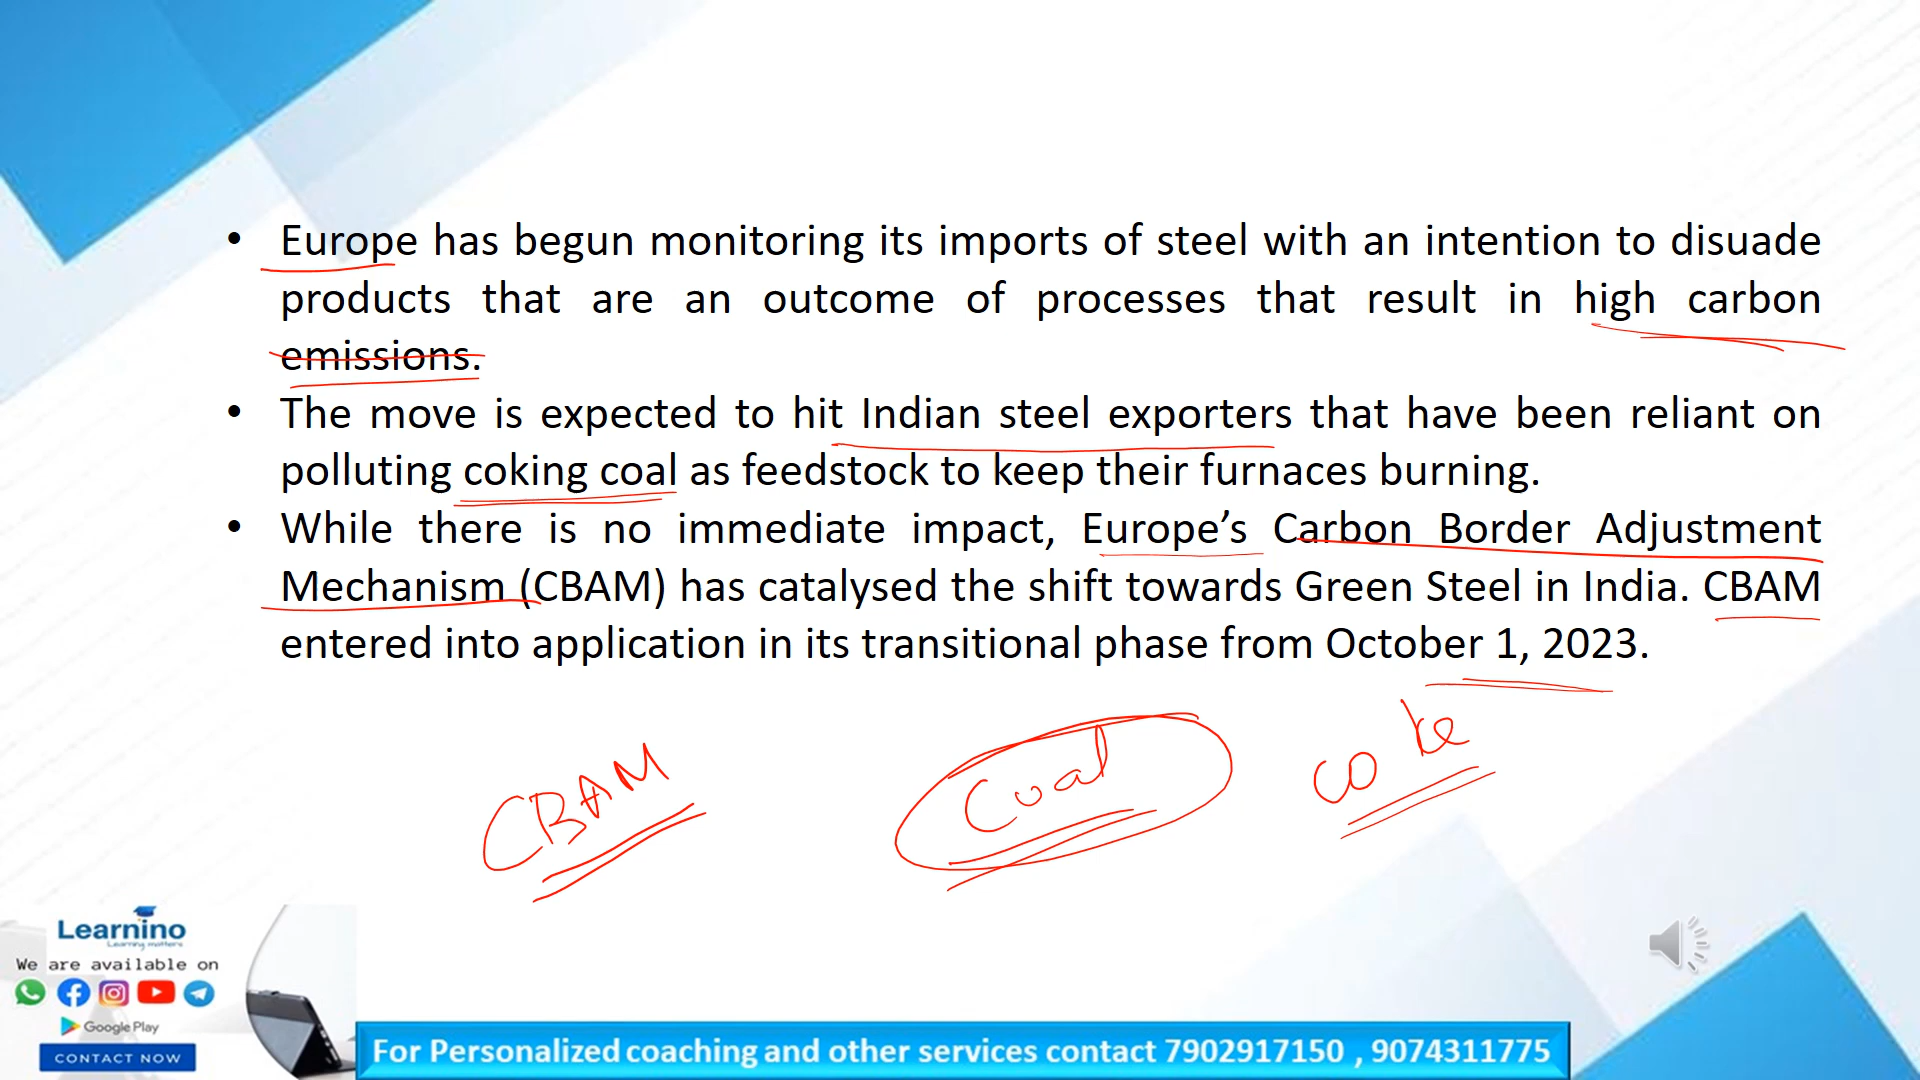 • Europe has begun monitoring its imports of steel with an intention to disuade
products that are an outcome of processes that result in high carbon
emissions.
• The move is expected to hit Indian steel exporters that have been reliant on
polluting coking coal as feedstock to keep their furnaces burning.
• While there is no immediate impact, Europe’s Carbon Border Adjustment
Mechanism (CBAM) has catalysed the shift towards Green Steel in India. CBAM
entered into application in its transitional phase from October 1, 2023.
CBAM
Coal
coke
Learnino
Learning matters
We are available on
Google Play
CONTACT NOW
For Personalized coaching and other services contact 7902917150 , 9074311775